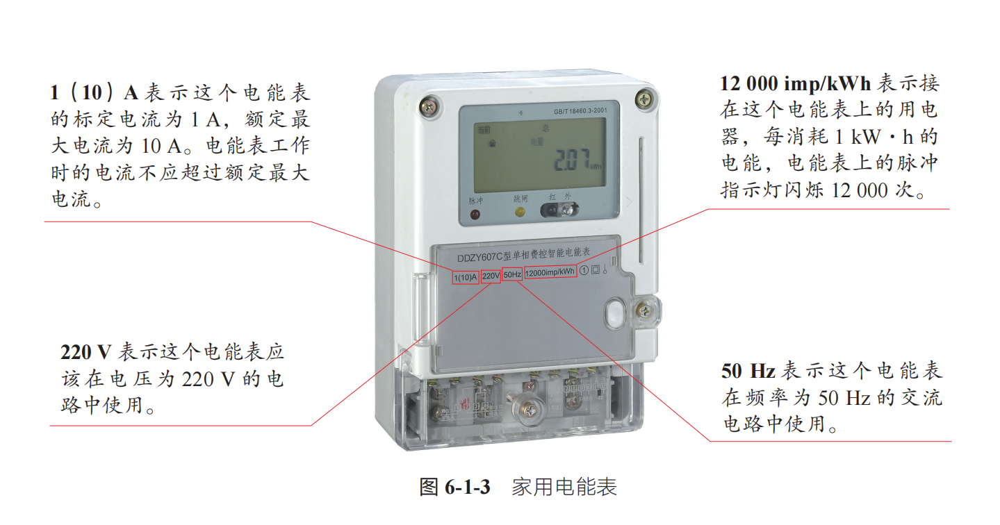 1（10）A 表示这个电能表
的标定电流为 1 A，额定最
大电流为 10 A。电能表工作
时的电流不应超过额定最大
电流。
12 000 imp/kWh 表示接
在这个电能表上的用电
器，每消耗 1 kW·h 的
电能，电能表上的脉冲
指示灯闪烁 12 000 次。
GB/T 18460.3-2001
当前 总
电量
2.07 kWh
脉冲 跳闸 红 外
DDZY607C型单相费控智能电能表
1(10)A 220V 50Hz 12000imp/kWh ①
220 V 表示这个电能表应
该在电压为 220 V 的电
路中使用。
50 Hz 表示这个电能表
在频率为 50 Hz 的交流
电路中使用。
图 6-1-3 家用电能表